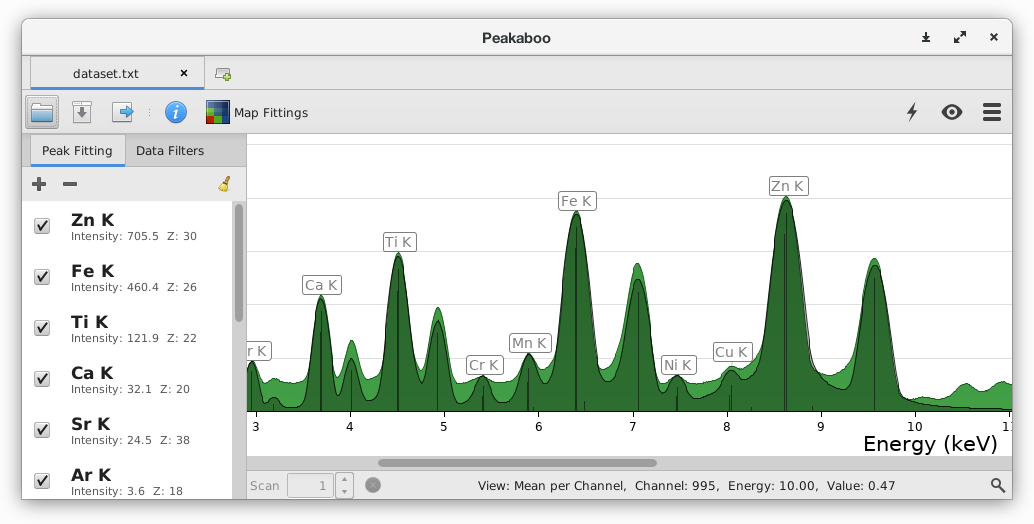 Peakaboo
dataset.txt
Map Fittings
Peak Fitting
Data Filters
Zn K
Intensity: 705.5 Z: 30
Fe K
Intensity: 460.4 Z: 26
Ti K
Intensity: 121.9 Z: 22
Ca K
Intensity: 32.1 Z: 20
Sr K
Intensity: 24.5 Z: 38
Ar K
Intensity: 3.6 Z: 18
r K
Ca K
Ti K
Cr K
Mn K
Fe K
Ni K
Cu K
Zn K
3 4 5 6 7 8 9 10 11
Energy (keV)
Scan 1
View: Mean per Channel, Channel: 995, Energy: 10.00, Value: 0.47